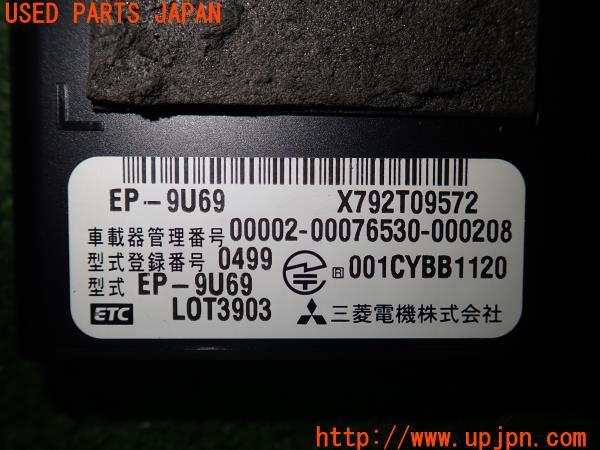 USED PARTS JAPAN
L
EP-9U69 X792T09572
車載器管理番号 00002-00076530-000208
型式登録番号 0499
R 001CYBB1120
型式 EP-9U69
ETC LOT3903 三菱電機株式会社
http://www.upjpn.com/